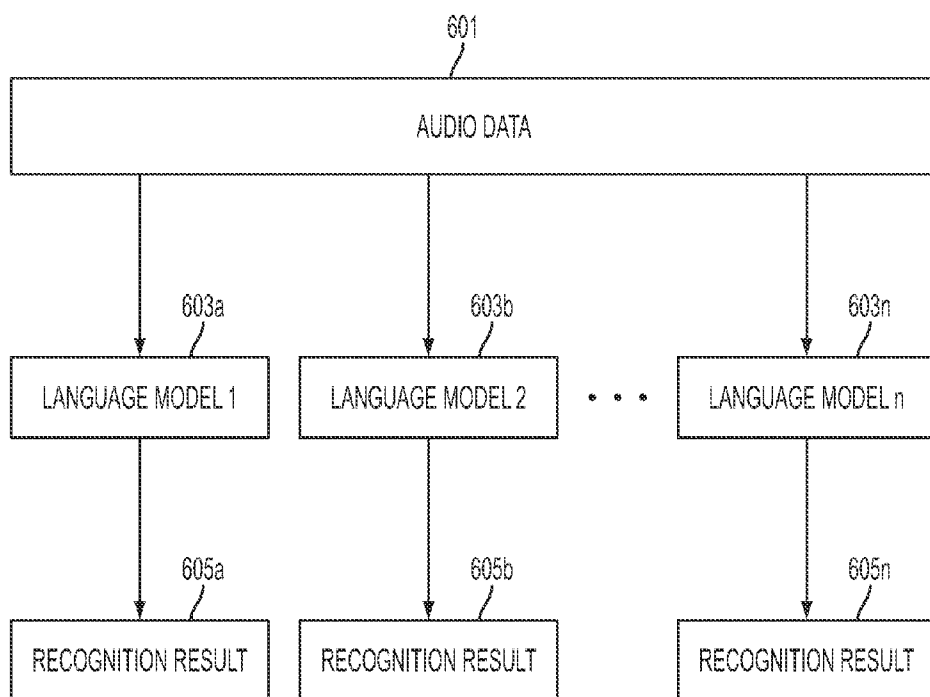 601
AUDIO DATA
603a
603b
603n
LANGUAGE MODEL 1
LANGUAGE MODEL 2
• • •
LANGUAGE MODEL n
605a
605b
605n
RECOGNITION RESULT
RECOGNITION RESULT
RECOGNITION RESULT